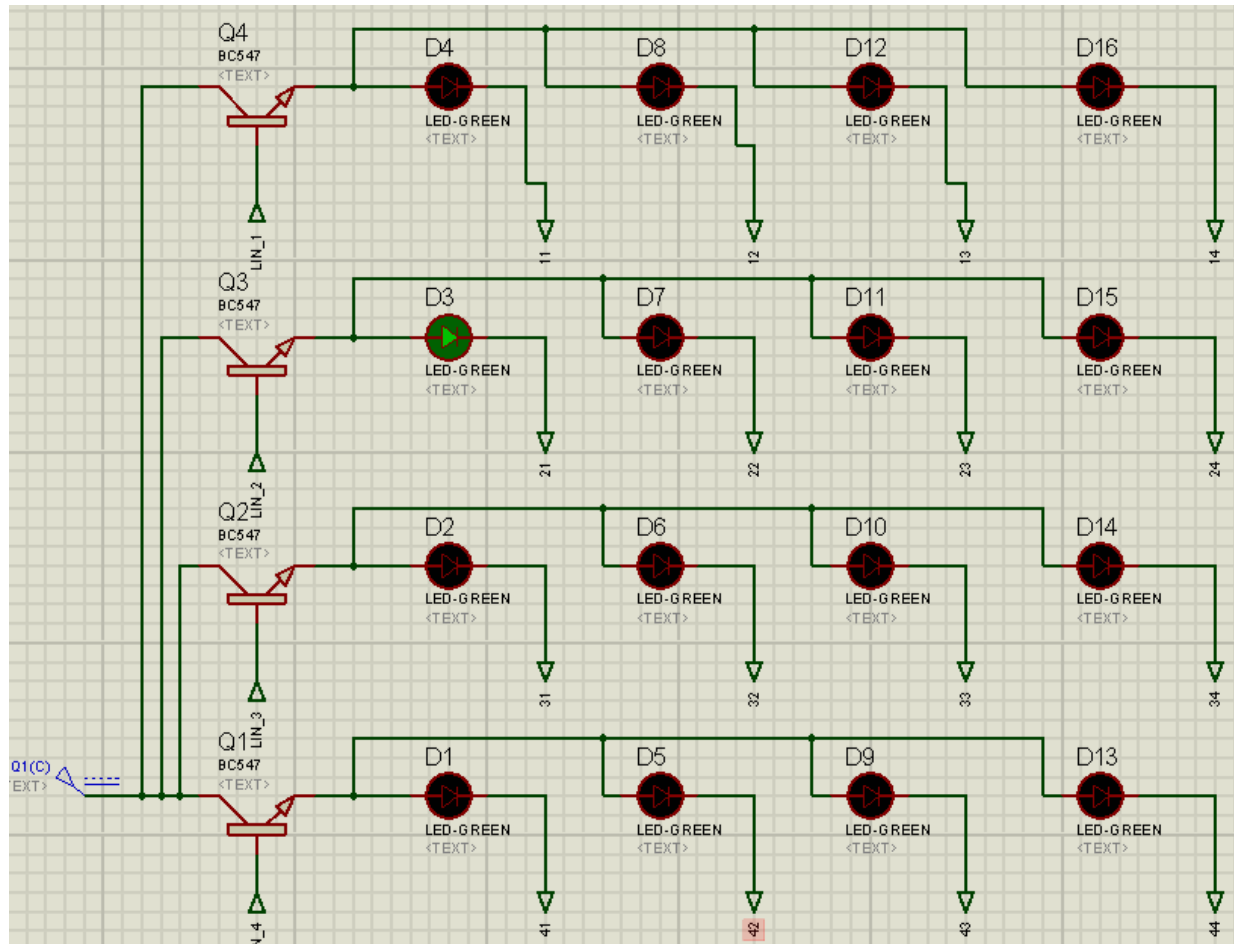 Q4
BC547
<TEXT>
D4
LED-GREEN
<TEXT>
D8
LED-GREEN
<TEXT>
D12
LED-GREEN
<TEXT>
D16
LED-GREEN
<TEXT>
LIN_1
11
12
13
14
Q3
BC547
<TEXT>
D3
LED-GREEN
<TEXT>
D7
LED-GREEN
<TEXT>
D11
LED-GREEN
<TEXT>
D15
LED-GREEN
<TEXT>
LIN_2
21
22
23
24
Q2
BC547
<TEXT>
D2
LED-GREEN
<TEXT>
D6
LED-GREEN
<TEXT>
D10
LED-GREEN
<TEXT>
D14
LED-GREEN
<TEXT>
LIN_3
31
32
33
34
Q1
BC547
<TEXT>
Q1(C)
EXT>
D1
LED-GREEN
<TEXT>
D5
LED-GREEN
<TEXT>
D9
LED-GREEN
<TEXT>
D13
LED-GREEN
<TEXT>
N_4
41
42
43
44